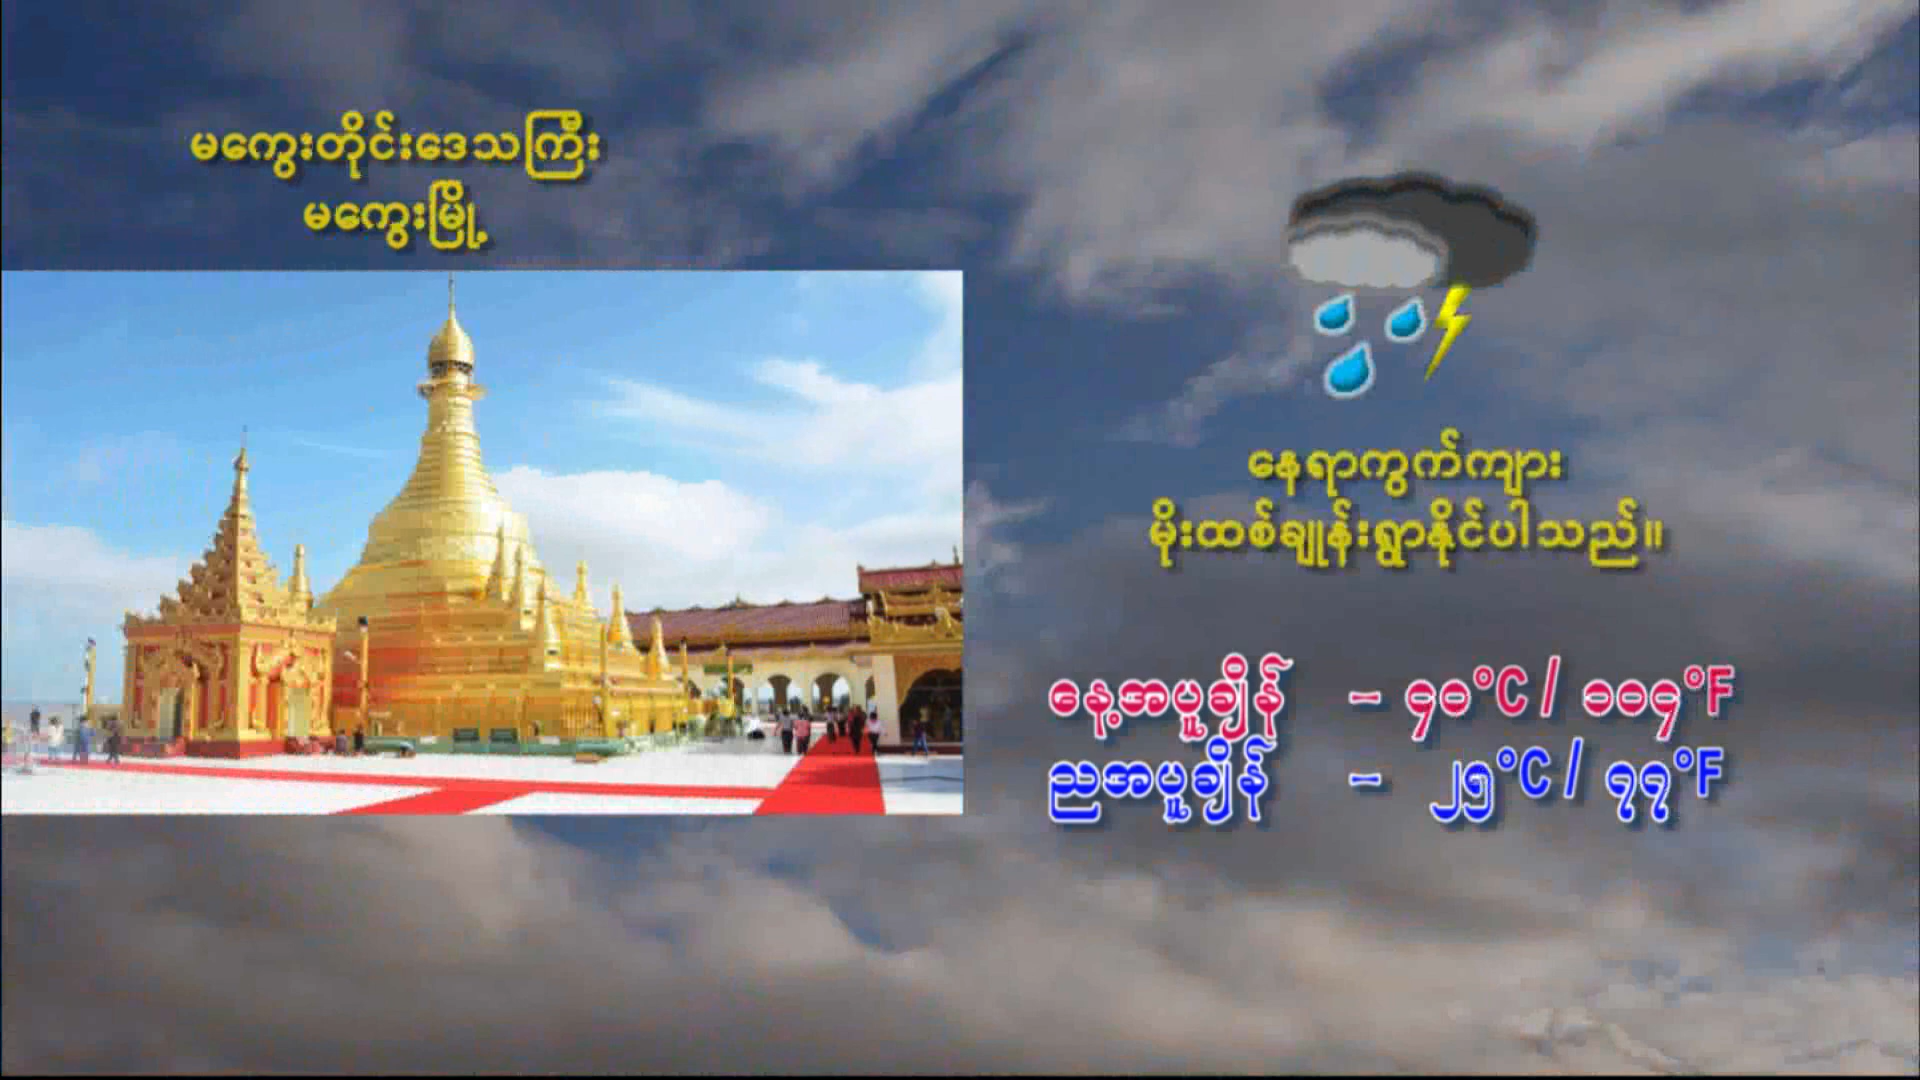 မကွေးတိုင်းဒေသကြီး
မကွေးမြို့
နေရာကွက်ကျား
မိုးထစ်ချုန်းရွာနိုင်ပါသည်။
နေ့အပူချိန် - ၄၀°C / ၁၀၄°F
ညအပူချိန် - ၂၅°C / ၇၇°F